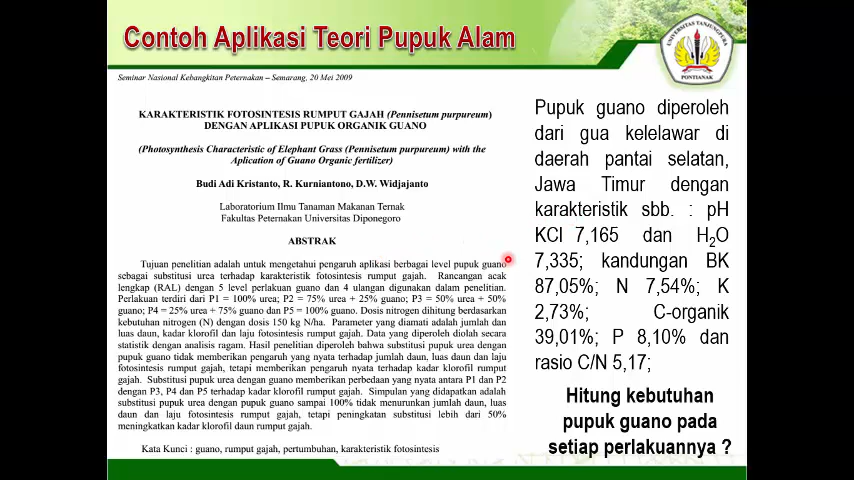 Contoh Aplikasi Teori Pupuk Alam
UNIVERSITAS TANJUNGPURA
PONTIANAK
Seminar Nasional Kebangkitan Peternakan – Semarang, 20 Mei 2009
KARAKTERISTIK FOTOSINTESIS RUMPUT GAJAH (Pennisetum purpureum)
DENGAN APLIKASI PUPUK ORGANIK GUANO
(Photosynthesis Characteristic of Elephant Grass (Pennisetum purpureum) with the
Aplication of Guano Organic fertilizer)
Budi Adi Kristanto, R. Kurniantono, D.W. Widjajanto
Laboratorium Ilmu Tanaman Makanan Ternak
Fakultas Peternakan Universitas Diponegoro
ABSTRAK
Tujuan penelitian adalah untuk mengetahui pengaruh aplikasi berbagai level pupuk guano
sebagai substitusi urea terhadap karakteristik fotosintesis rumput gajah. Rancangan acak
lengkap (RAL) dengan 5 level perlakuan guano dan 4 ulangan digunakan dalam penelitian.
Perlakuan terdiri dari P1 = 100% urea; P2 = 75% urea + 25% guano; P3 = 50% urea + 50%
guano; P4 = 25% urea + 75% guano dan P5 = 100% guano. Dosis nitrogen dihitung berdasarkan
kebutuhan nitrogen (N) dengan dosis 150 kg N/ha. Parameter yang diamati adalah jumlah dan
luas daun, kadar klorofil dan laju fotosintesis rumput gajah. Data yang diperoleh diolah secara
statistik dengan analisis ragam. Hasil penelitian diperoleh bahwa substitusi pupuk urea dengan
pupuk guano tidak memberikan pengaruh yang nyata terhadap jumlah daun, luas daun dan laju
fotosintesis rumput gajah, tetapi memberikan pengaruh nyata terhadap kadar klorofil rumput
gajah. Substitusi pupuk urea dengan guano memberikan perbedaan yang nyata antara P1 dan P2
dengan P3, P4 dan P5 terhadap kadar klorofil rumput gajah. Simpulan yang didapatkan adalah
substitusi pupuk urea dengan pupuk guano sampai 100% tidak menurunkan jumlah daun, luas
daun dan laju fotosintesis rumput gajah, tetapi peningkatan substitusi lebih dari 50%
meningkatkan kadar klorofil daun rumput gajah.
Kata Kunci : guano, rumput gajah, pertumbuhan, karakteristik fotosintesis
Pupuk guano diperoleh
dari gua kelelawar di
daerah pantai selatan,
Jawa Timur dengan
karakteristik sbb. : pH
KCl 7,165 dan H₂O
7,335; kandungan BK
87,05%; N 7,54%; K
2,73%; C-organik
39,01%; P 8,10% dan
rasio C/N 5,17;
Hitung kebutuhan
pupuk guano pada
setiap perlakuannya ?